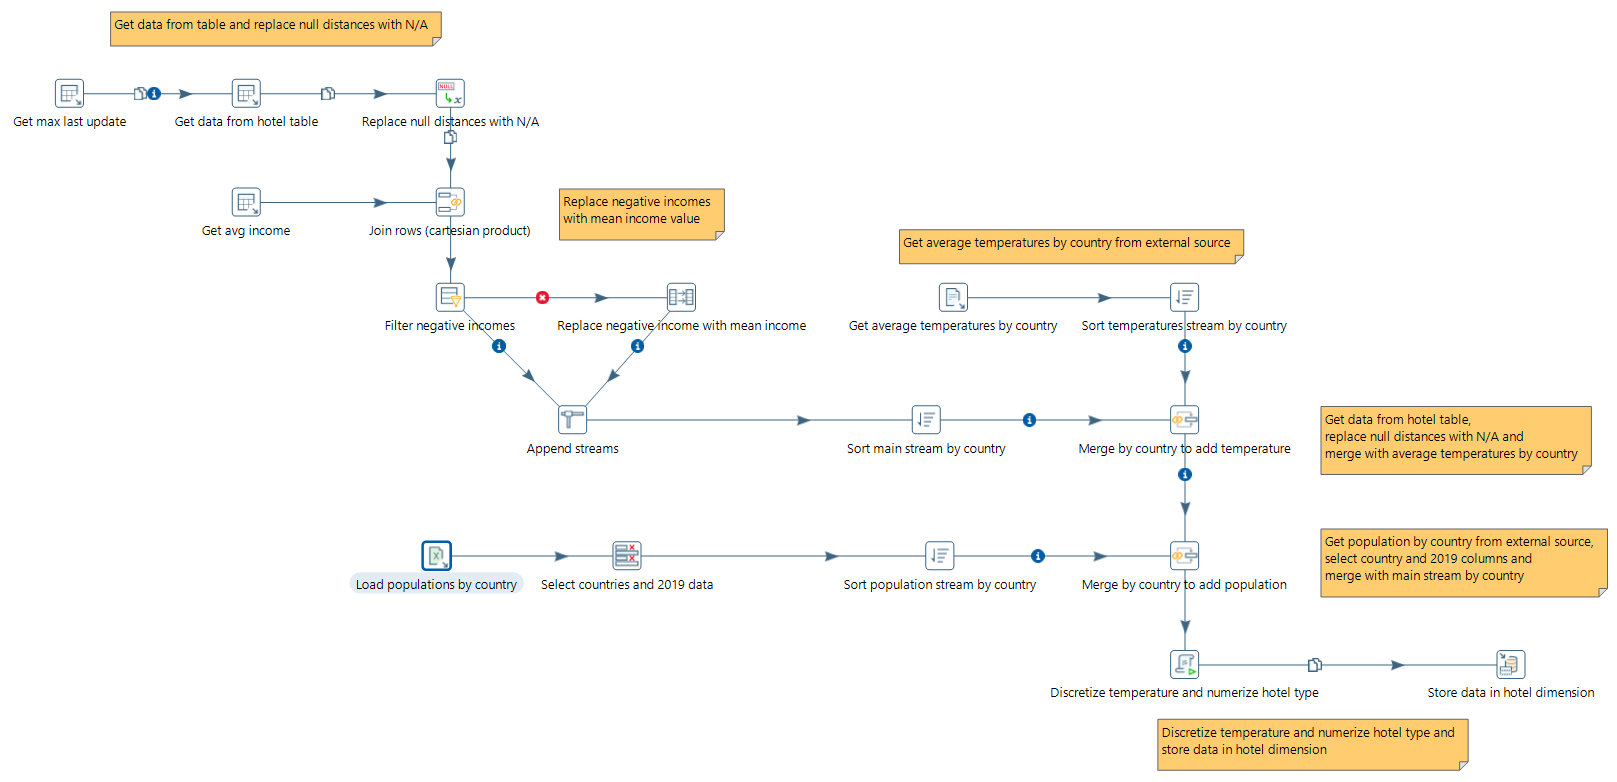 Get data from table and replace null distances with N/A
NULL
x
Get max last update
Get data from hotel table
Replace null distances with N/A
Get avg income
Join rows (cartesian product)
Replace negative incomes
with mean income value
Get average temperatures by country from external source
Filter negative incomes
Replace negative income with mean income
Get average temperatures by country
Sort temperatures stream by country
Append streams
Sort main stream by country
Merge by country to add temperature
Get data from hotel table,
replace null distances with N/A and
merge with average temperatures by country
Load populations by country
Select countries and 2019 data
Sort population stream by country
Merge by country to add population
Get population by country from external source,
select country and 2019 columns and
merge with main stream by country
Discretize temperature and numerize hotel type
Store data in hotel dimension
Discretize temperature and numerize hotel type and
store data in hotel dimension